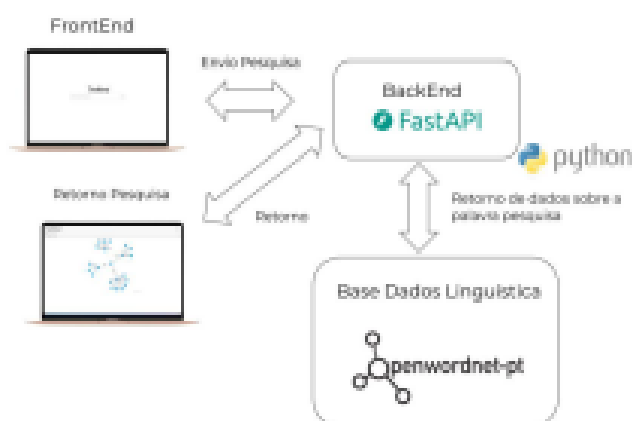 FrontEnd
Envio Pesquisa
BackEnd
FastAPI
python
Retorno Pesquisa
Retorno
Retorno de dados sobre a
palavra pesquisa
Base Dados Linguistica
penwordnet-pt